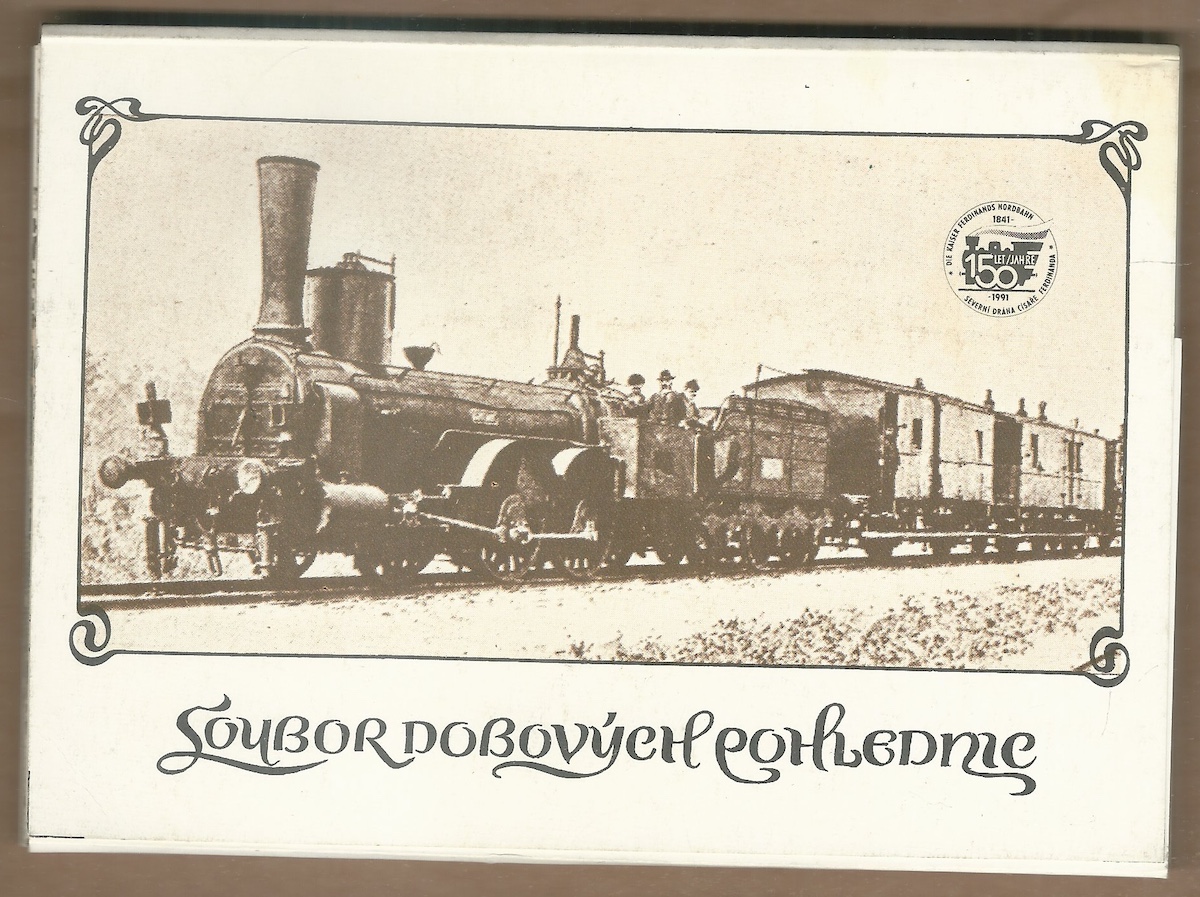 DIE KAISER FERDINANDS NORDBAHN
1841-
150 LET/JAHRE
-1991
SEVERNÍ DRÁHA CÍSAŘE FERDINANDA
SOUBOR DOBOVÝCH POHLEDNIC